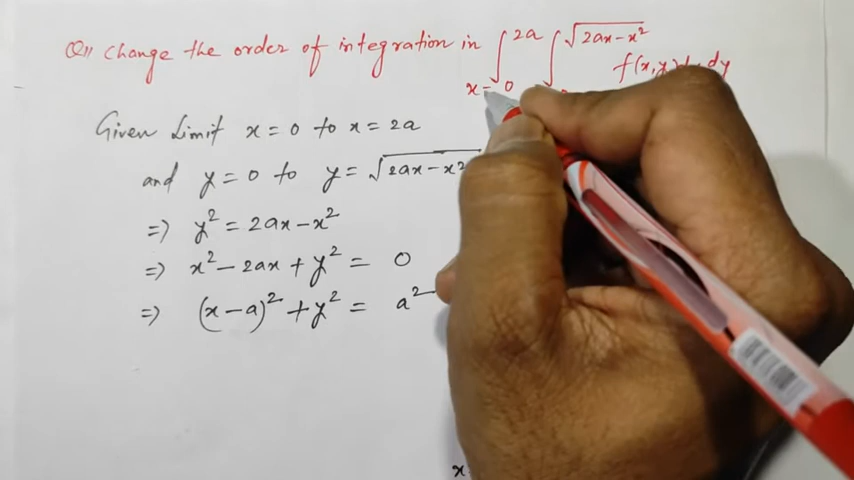 Q11 Change the order of integration in ∫ 2a ∫ √2ax-x²
x= 0 f(x,y) dy
Given Limit x=0 to x=2a
and y=0 to y=√2ax-x²
=> y²=2ax-x²
=> x²-2ax+y² = 0
=> (x-a)²+y² = a²
x